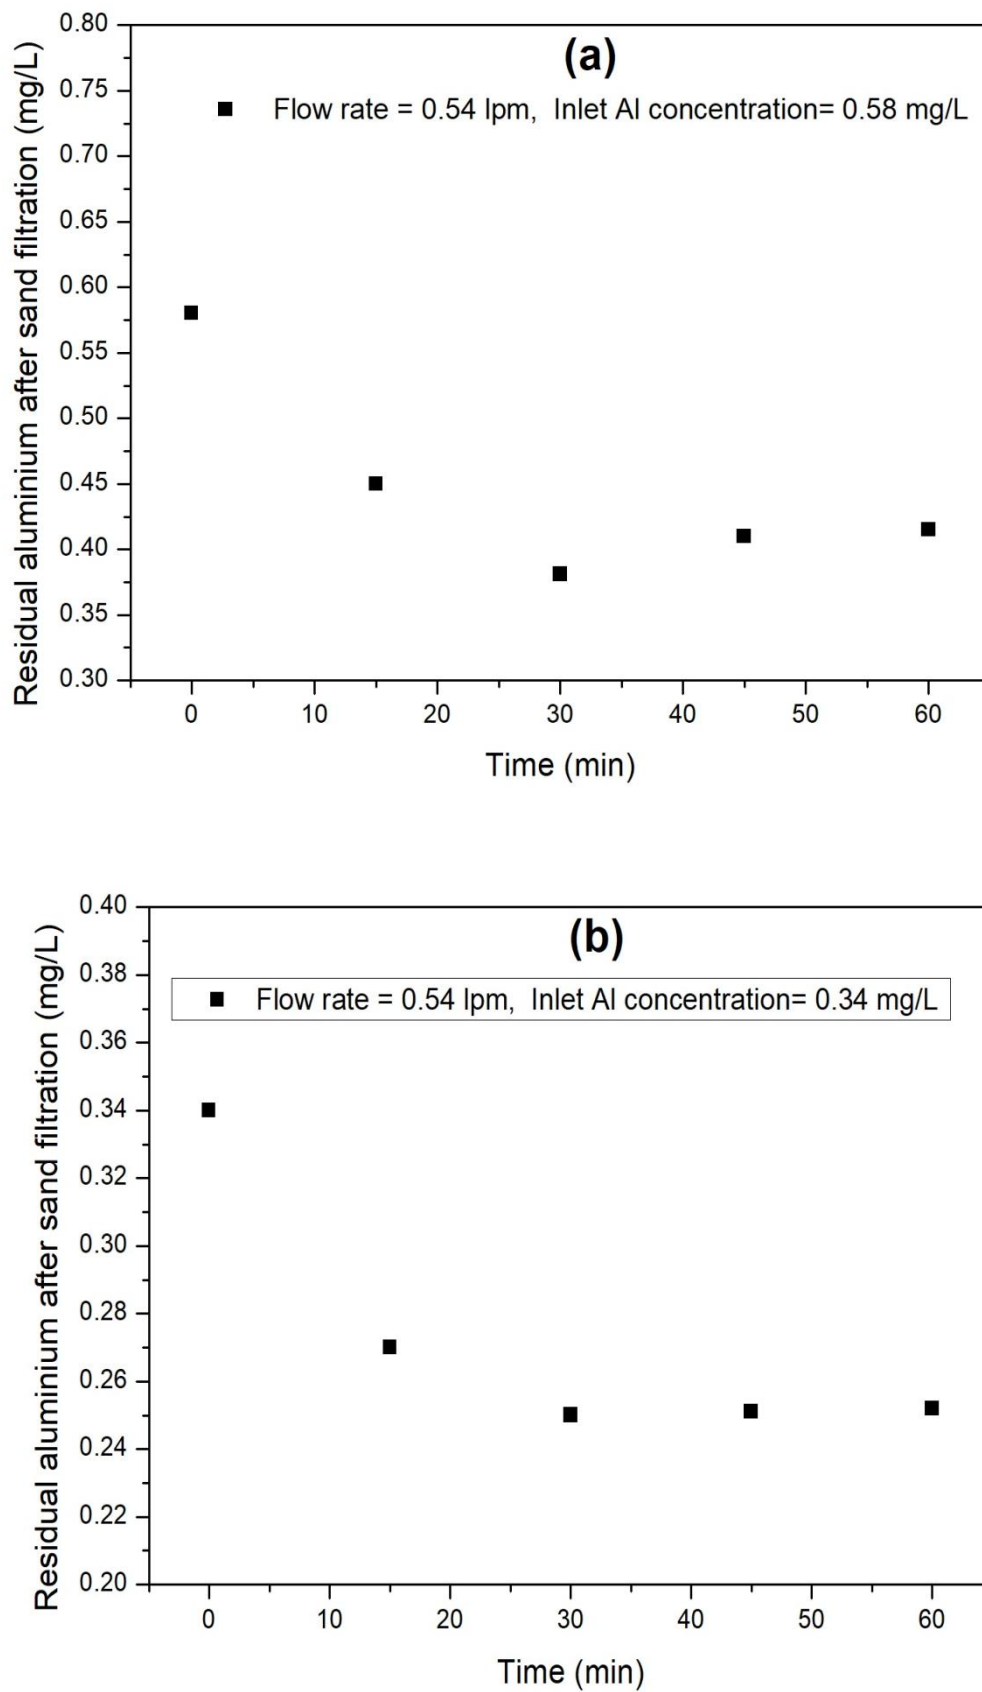 (a)
Flow rate = 0.54 lpm, Inlet Al concentration= 0.58 mg/L
Residual aluminium after sand filtration (mg/L)
0.80
0.75
0.70
0.65
0.60
0.55
0.50
0.45
0.40
0.35
0.30
0 10 20 30 40 50 60
Time (min)
(b)
Flow rate = 0.54 lpm, Inlet Al concentration= 0.34 mg/L
Residual aluminium after sand filtration (mg/L)
0.40
0.38
0.36
0.34
0.32
0.30
0.28
0.26
0.24
0.22
0.20
0 10 20 30 40 50 60
Time (min)